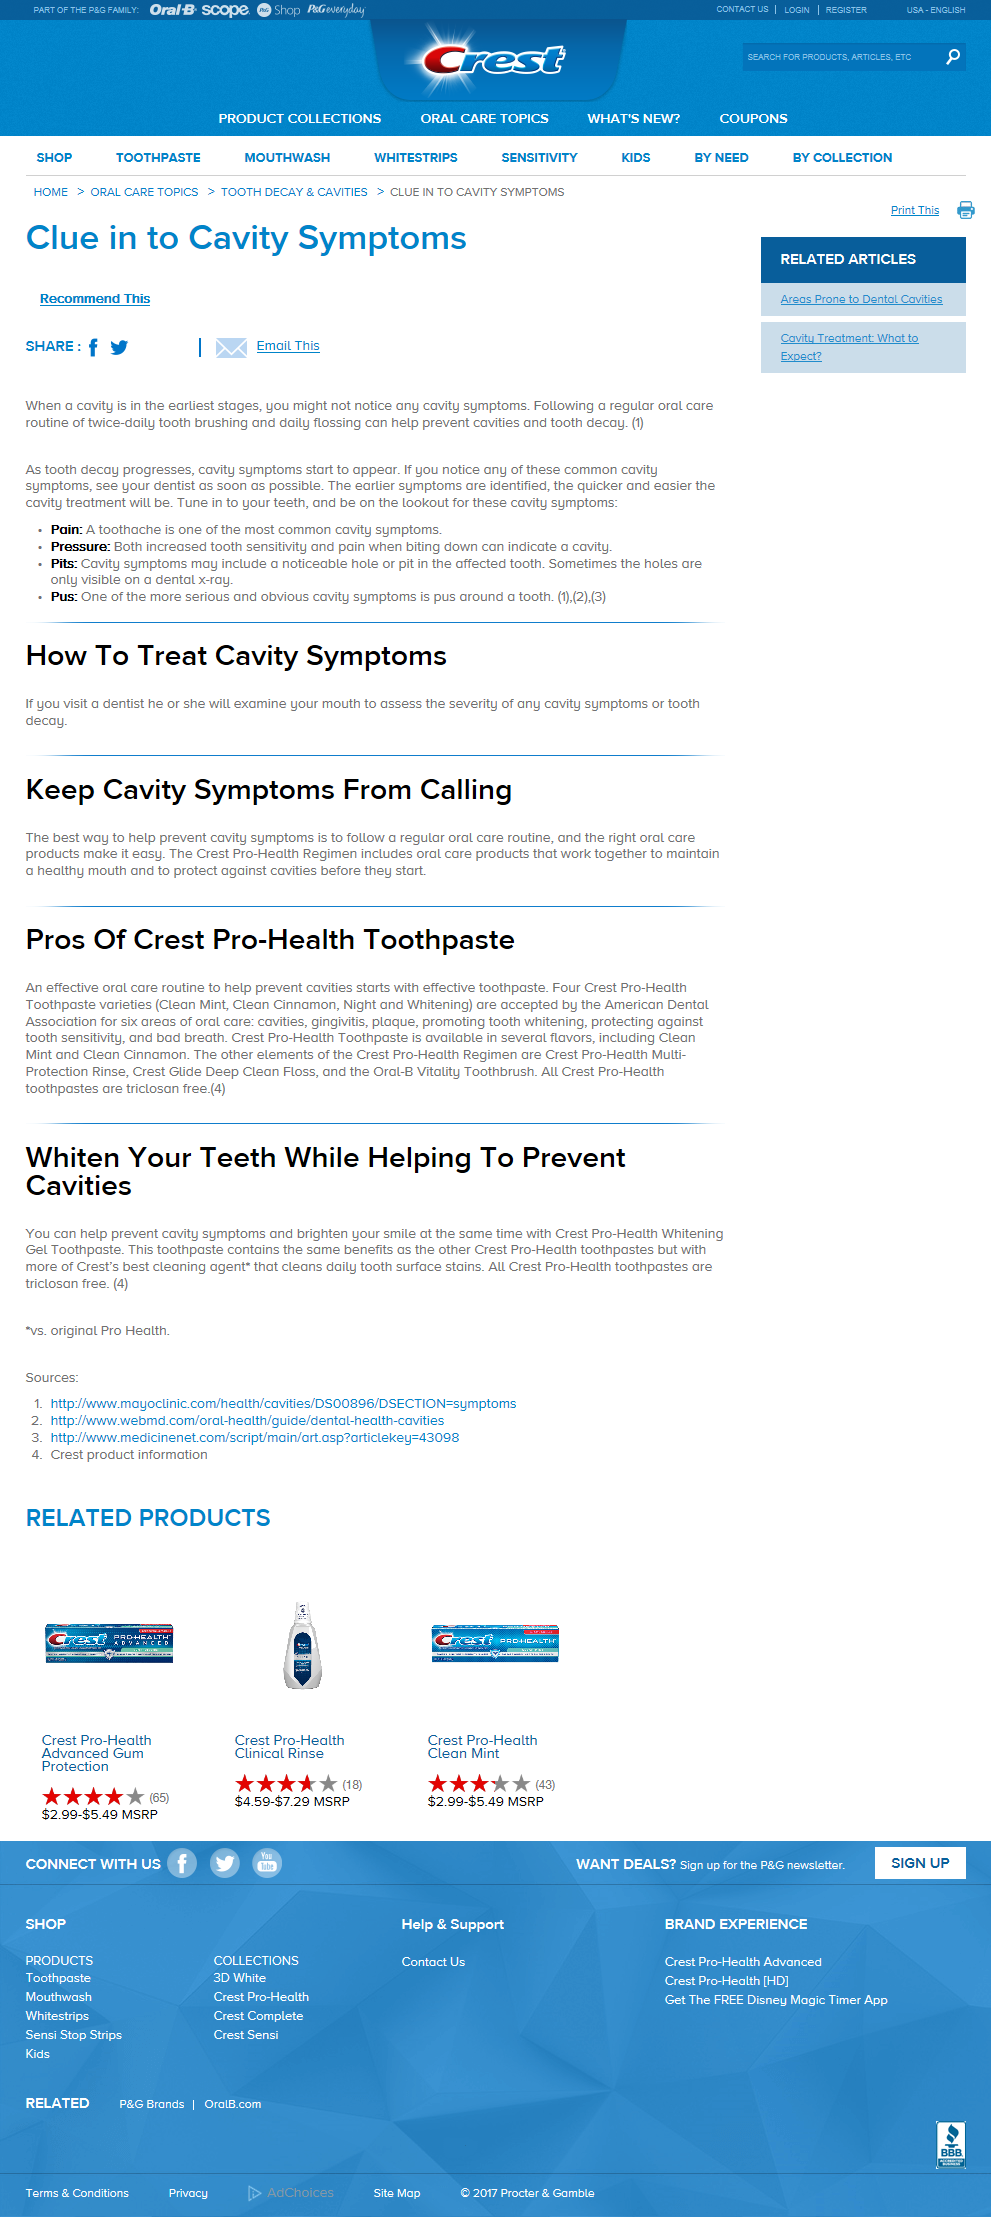 PART OF THE P&G FAMILY: Oral-B scope P&G Shop P&G everyday
CONTACT US | LOGIN | REGISTER USA - ENGLISH
Crest
SEARCH FOR PRODUCTS, ARTICLES, ETC
PRODUCT COLLECTIONS ORAL CARE TOPICS WHAT'S NEW? COUPONS
SHOP TOOTHPASTE MOUTHWASH WHITESTRIPS SENSITIVITY KIDS BY NEED BY COLLECTION
HOME > ORAL CARE TOPICS > TOOTH DECAY & CAVITIES > CLUE IN TO CAVITY SYMPTOMS
Print This
Clue in to Cavity Symptoms
RELATED ARTICLES
Areas Prone to Dental Cavities
Cavity Treatment: What to
Expect?
Recommend This
SHARE : | Email This
When a cavity is in the earliest stages, you might not notice any cavity symptoms. Following a regular oral care
routine of twice-daily tooth brushing and daily flossing can help prevent cavities and tooth decay. (1)
As tooth decay progresses, cavity symptoms start to appear. If you notice any of these common cavity
symptoms, see your dentist as soon as possible. The earlier symptoms are identified, the quicker and easier the
cavity treatment will be. Tune in to your teeth, and be on the lookout for these cavity symptoms:
• Pain: A toothache is one of the most common cavity symptoms.
• Pressure: Both increased tooth sensitivity and pain when biting down can indicate a cavity.
• Pits: Cavity symptoms may include a noticeable hole or pit in the affected tooth. Sometimes the holes are
only visible on a dental x-ray.
• Pus: One of the more serious and obvious cavity symptoms is pus around a tooth. (1),(2),(3)
How To Treat Cavity Symptoms
If you visit a dentist he or she will examine your mouth to assess the severity of any cavity symptoms or tooth
decay.
Keep Cavity Symptoms From Calling
The best way to help prevent cavity symptoms is to follow a regular oral care routine, and the right oral care
products make it easy. The Crest Pro-Health Regimen includes oral care products that work together to maintain
a healthy mouth and to protect against cavities before they start.
Pros Of Crest Pro-Health Toothpaste
An effective oral care routine to help prevent cavities starts with effective toothpaste. Four Crest Pro-Health
Toothpaste varieties (Clean Mint, Clean Cinnamon, Night and Whitening) are accepted by the American Dental
Association for six areas of oral care: cavities, gingivitis, plaque, promoting tooth whitening, protecting against
tooth sensitivity, and bad breath. Crest Pro-Health Toothpaste is available in several flavors, including Clean
Mint and Clean Cinnamon. The other elements of the Crest Pro-Health Regimen are Crest Pro-Health Multi-
Protection Rinse, Crest Glide Deep Clean Floss, and the Oral-B Vitality Toothbrush. All Crest Pro-Health
toothpastes are triclosan free.(4)
Whiten Your Teeth While Helping To Prevent
Cavities
You can help prevent cavity symptoms and brighten your smile at the same time with Crest Pro-Health Whitening
Gel Toothpaste. This toothpaste contains the same benefits as the other Crest Pro-Health toothpastes but with
more of Crest's best cleaning agent* that cleans daily tooth surface stains. All Crest Pro-Health toothpastes are
triclosan free. (4)
*vs. original Pro Health.
Sources:
1. http://www.mayoclinic.com/health/cavities/DS00896/DSECTION=symptoms
2. http://www.webmd.com/oral-health/guide/dental-health-cavities
3. http://www.medicinenet.com/script/main/art.asp?articlekey=43098
4. Crest product information
RELATED PRODUCTS
Crest PRO-HEALTH ADVANCED
Crest PRO-HEALTH
Crest Pro-Health
Advanced Gum
Protection
(65)
$2.99-$5.49 MSRP
Crest Pro-Health
Clinical Rinse
(18)
$4.59-$7.29 MSRP
Crest Pro-Health
Clean Mint
(43)
$2.99-$5.49 MSRP
CONNECT WITH US You Tube
WANT DEALS? Sign up for the P&G newsletter. SIGN UP
SHOP
PRODUCTS
Toothpaste
Mouthwash
Whitestrips
Sensi Stop Strips
Kids
COLLECTIONS
3D White
Crest Pro-Health
Crest Complete
Crest Sensi
Help & Support
Contact Us
BRAND EXPERIENCE
Crest Pro-Health Advanced
Crest Pro-Health [HD]
Get The FREE Disney Magic Timer App
RELATED P&G Brands | OralB.com
BBB
ACCREDITED BUSINESS
Terms & Conditions Privacy AdChoices Site Map © 2017 Procter & Gamble